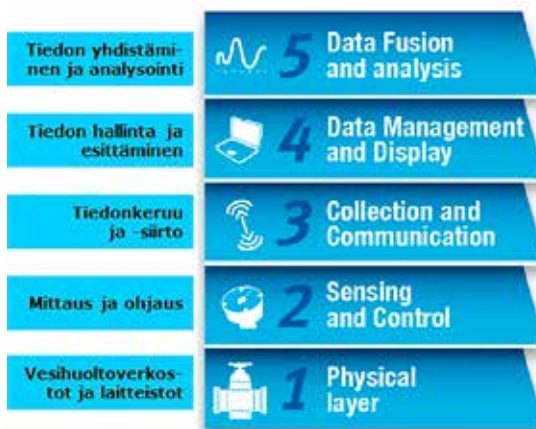 Tiedon yhdistämi-
nen ja analysointi
5 Data Fusion
and analysis
Tiedon hallinta ja
esittäminen
4 Data Management
and Display
Tiedonkeruu
ja -siirto
3 Collection and
Communication
Mittaus ja ohjaus
2 Sensing
and Control
Vesihuoltoverkos-
tot ja laitteistot
1 Physical
layer